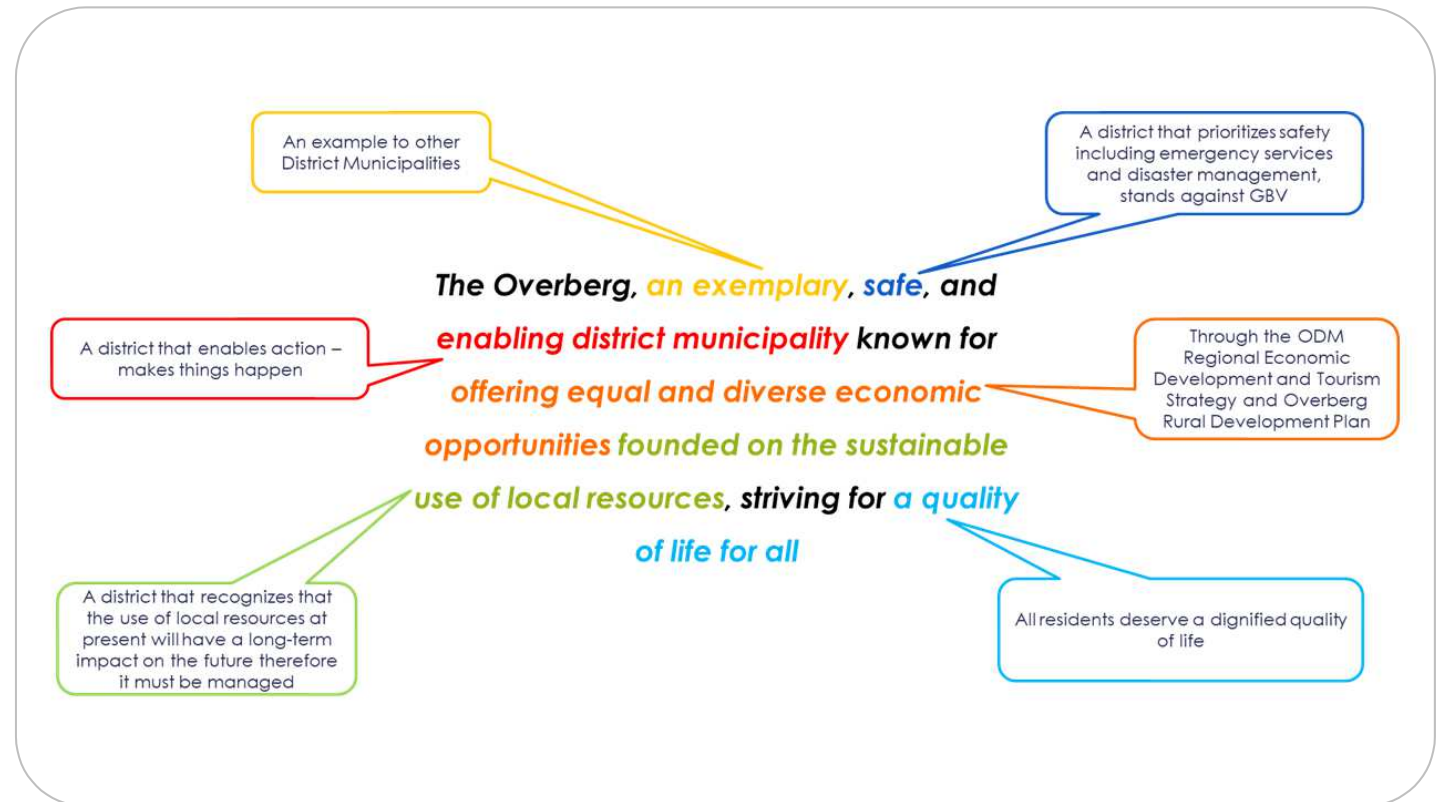 An example to other
District Municipalities
A district that prioritizes safety
including emergency services
and disaster management,
stands against GBV
The Overberg, an exemplary, safe, and
enabling district municipality known for
offering equal and diverse economic
opportunities founded on the sustainable
use of local resources, striving for a quality
of life for all
A district that enables action –
makes things happen
Through the ODM
Regional Economic
Development and Tourism
Strategy and Overberg
Rural Development Plan
A district that recognizes that
the use of local resources at
present will have a long-term
impact on the future therefore
it must be managed
All residents deserve a dignified quality
of life